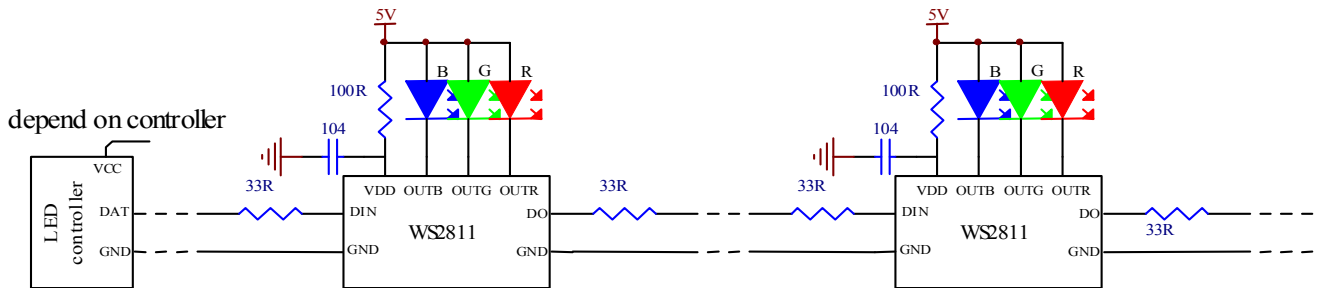 5V
B G R
100R
104
5V
B G R
100R
104
depend on controller
VCC
LED
controller
DAT
GND
33R
VDD OUTB OUTG OUTR
DIN
DO
WS2811
GND
GND
33R
33R
VDD OUTB OUTG OUTR
DIN
DO
WS2811
GND
GND
33R